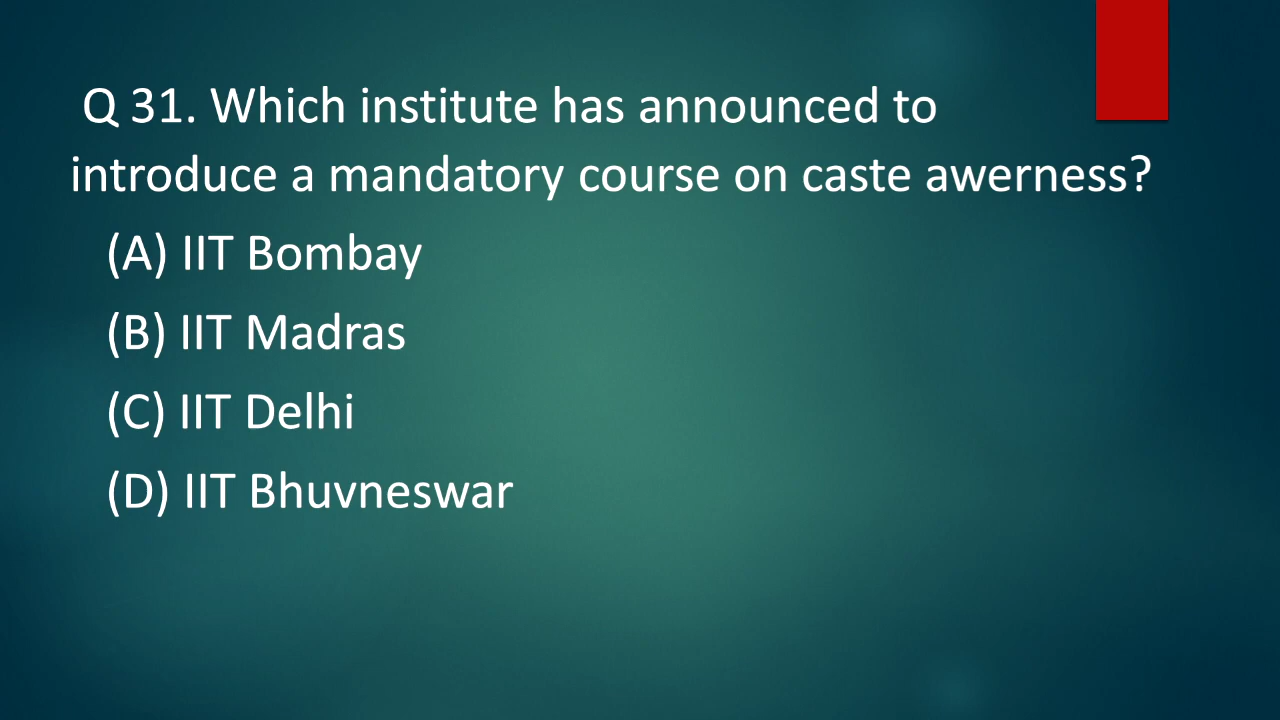 Q 31. Which institute has announced to
introduce a mandatory course on caste awerness?
(A) IIT Bombay
(B) IIT Madras
(C) IIT Delhi
(D) IIT Bhuvneswar